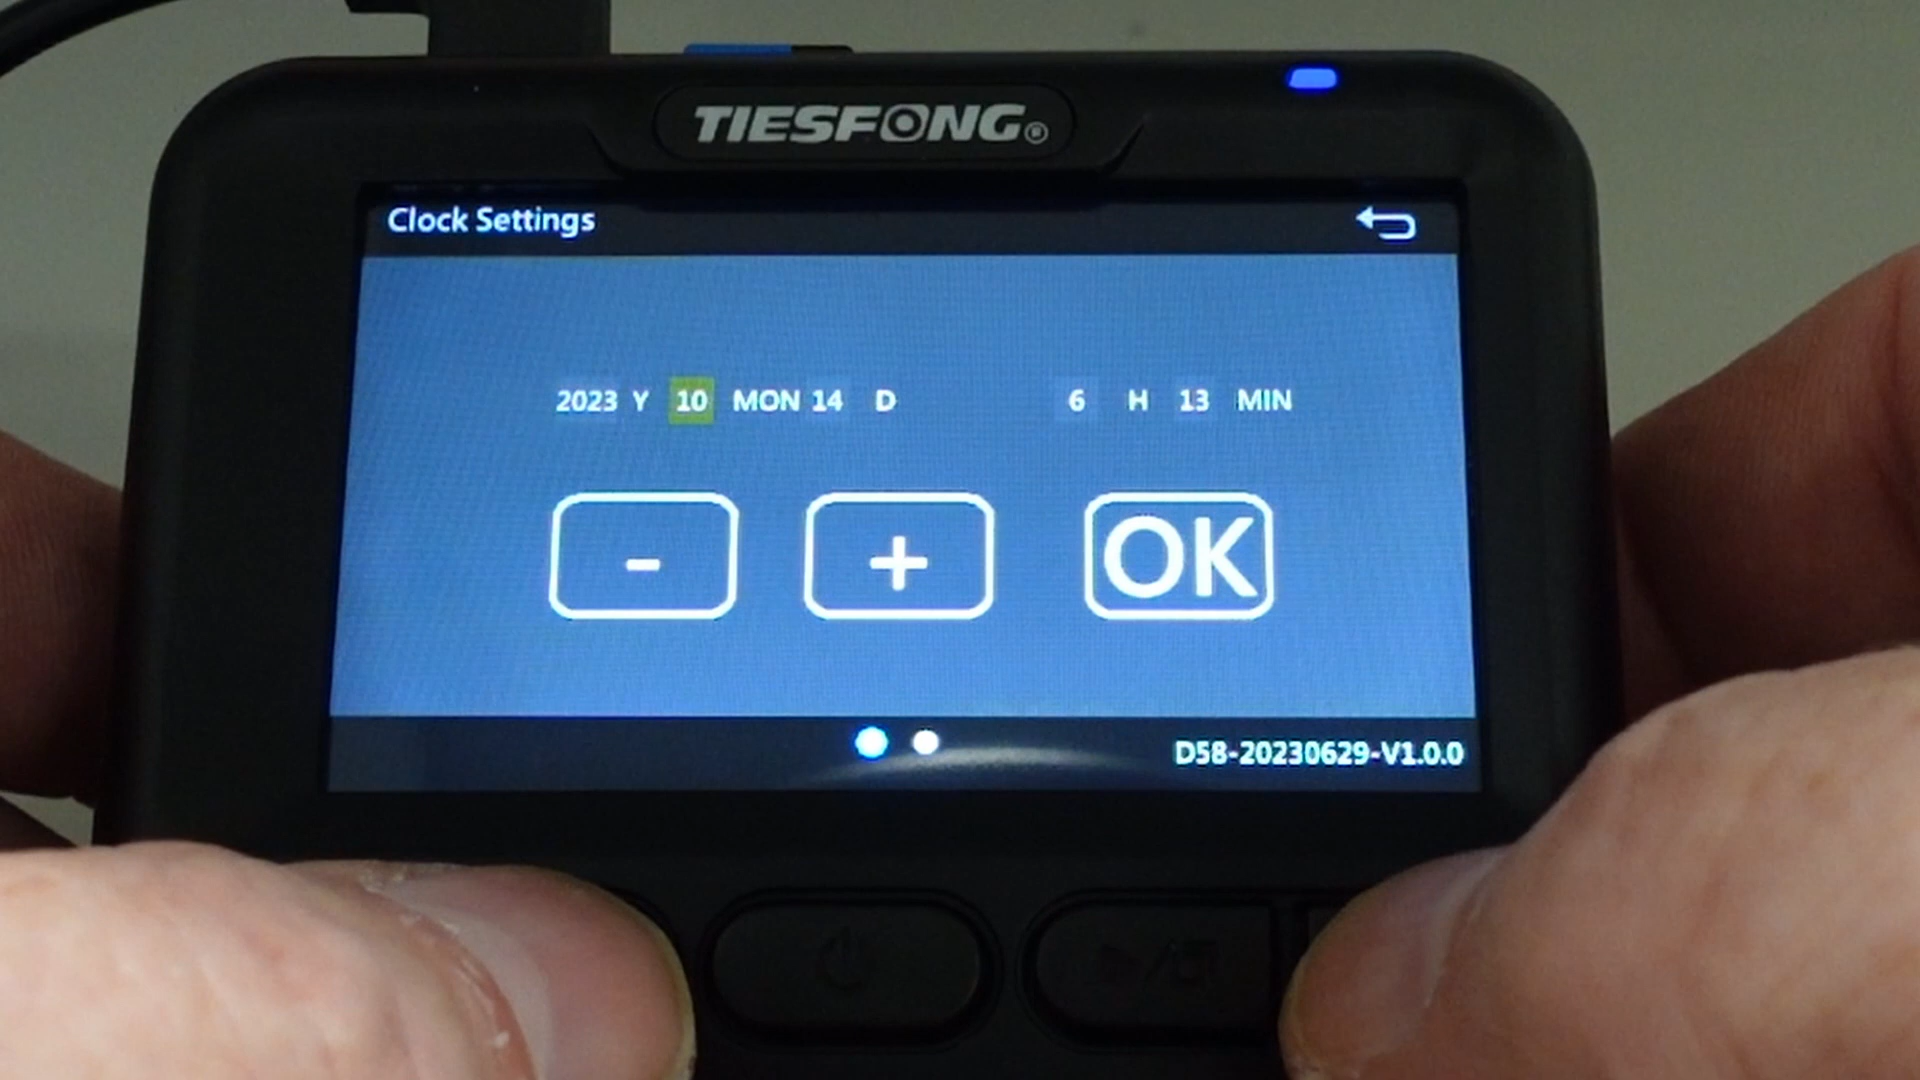 TIESFONG®
Clock Settings
2023 Y 10 MON 14 D 6 H 13 MIN
- + OK
D58-20230629-V1.0.0